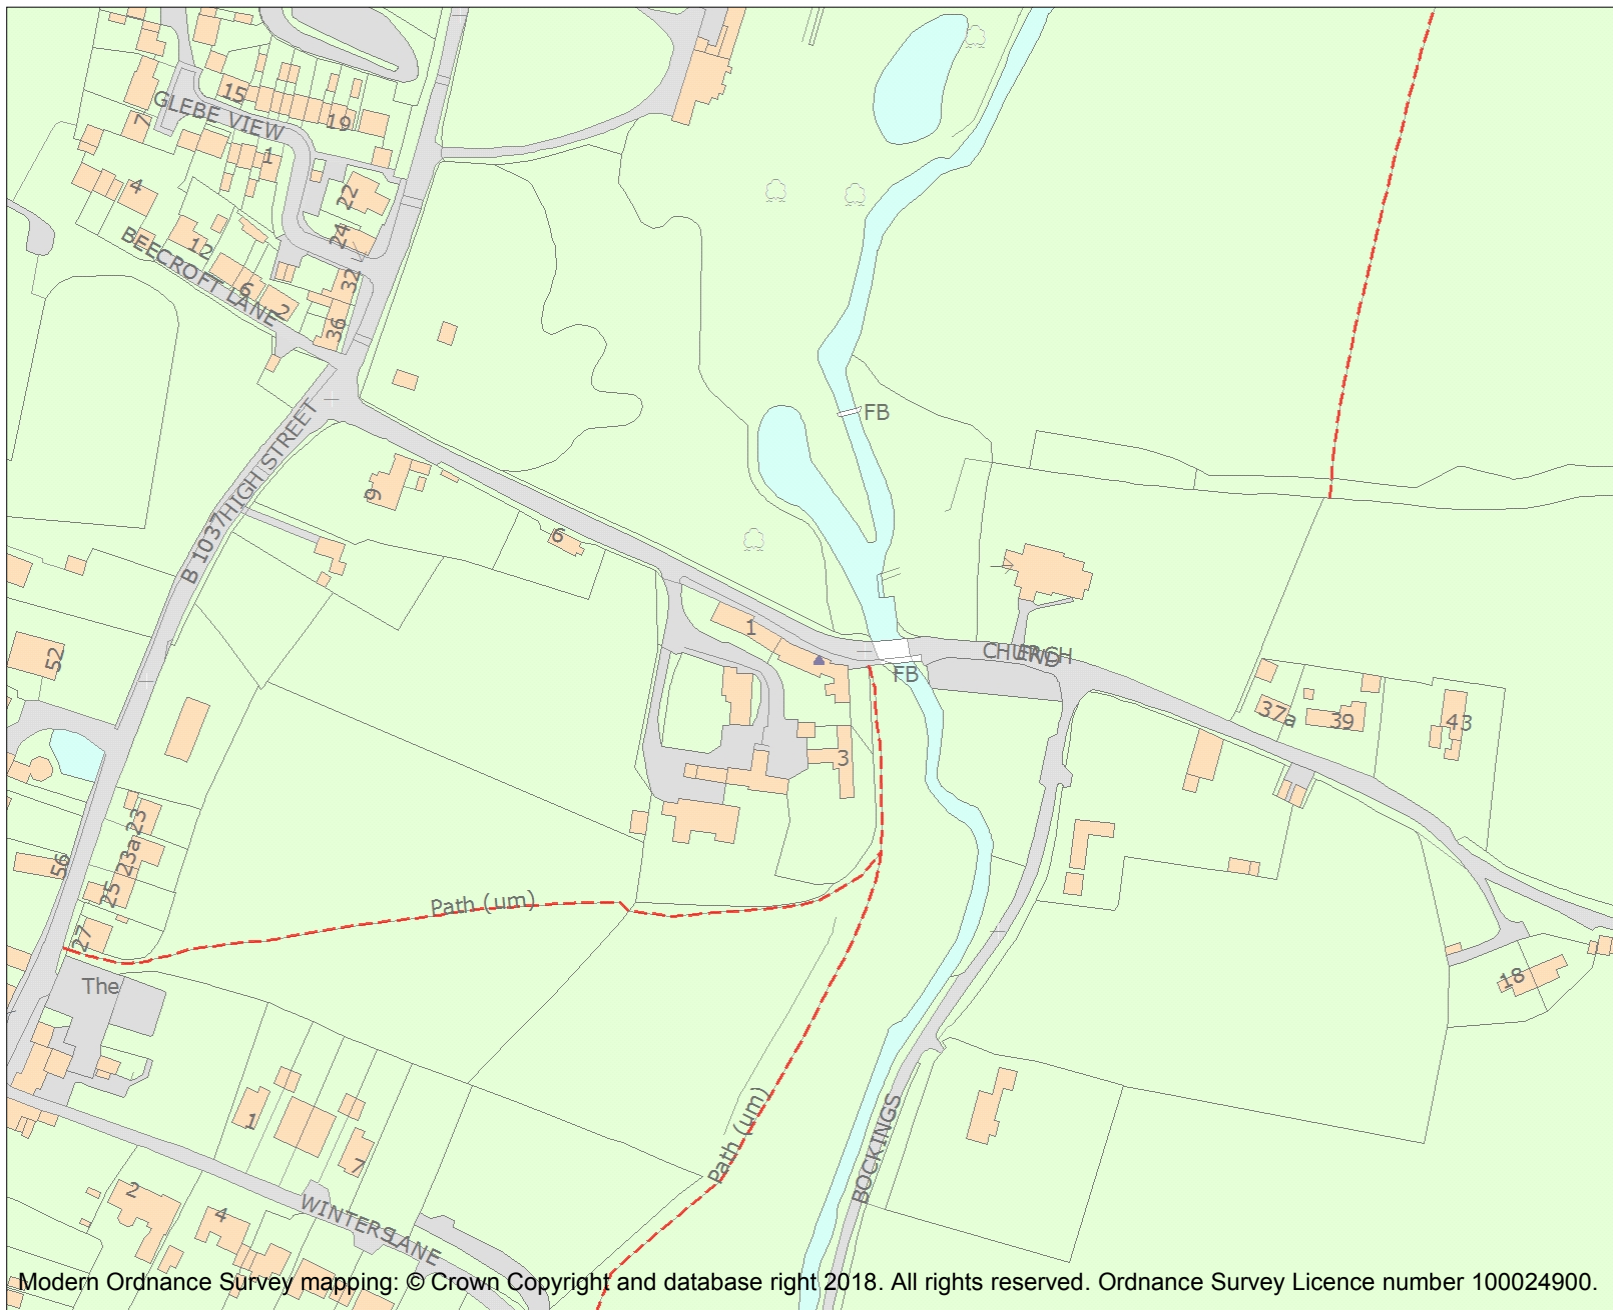 15
GLEBE VIEW
19
7
1
4
22
24
12
BEECROFT LANE
6
2
32
36
FB
B 1037
HIGH STREET
9
6
1
CHURCH
END
FB
52
37a
39
43
3
23
23a
56
25
Path (um)
27
The
18
1
Path (um)
BOCKINGS
7
2
4
WINTERS LANE
Modern Ordnance Survey mapping: © Crown Copyright and database right 2018. All rights reserved. Ordnance Survey Licence number 100024900.